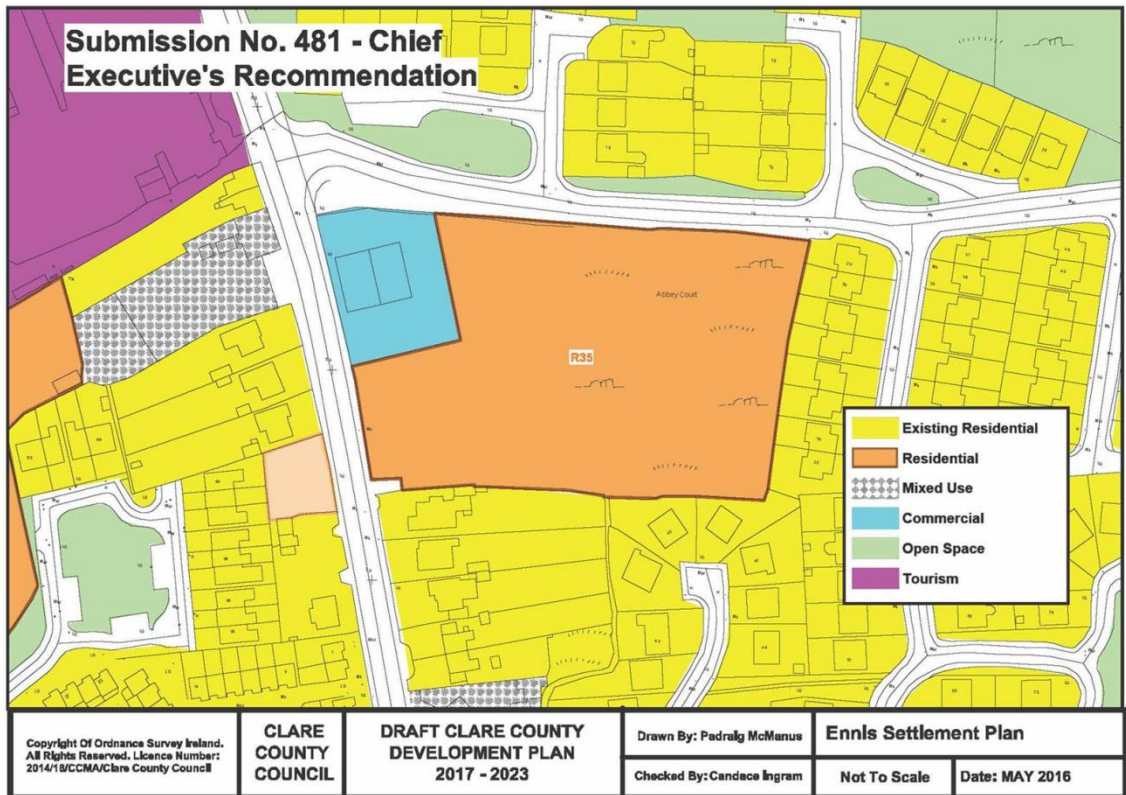 Submission No. 481 - Chief
Executive's Recommendation
Abbey Court
R35
Existing Residential
Residential
Mixed Use
Commercial
Open Space
Tourism
Copyright Of Ordnance Survey Ireland.
All Rights Reserved. Licence Number:
2014/18/CCMA/Clare County Council
CLARE
COUNTY
COUNCIL
DRAFT CLARE COUNTY
DEVELOPMENT PLAN
2017 - 2023
Drawn By: Padraig McManus
Checked By: Candace Ingram
Ennis Settlement Plan
Not To Scale
Date: MAY 2016